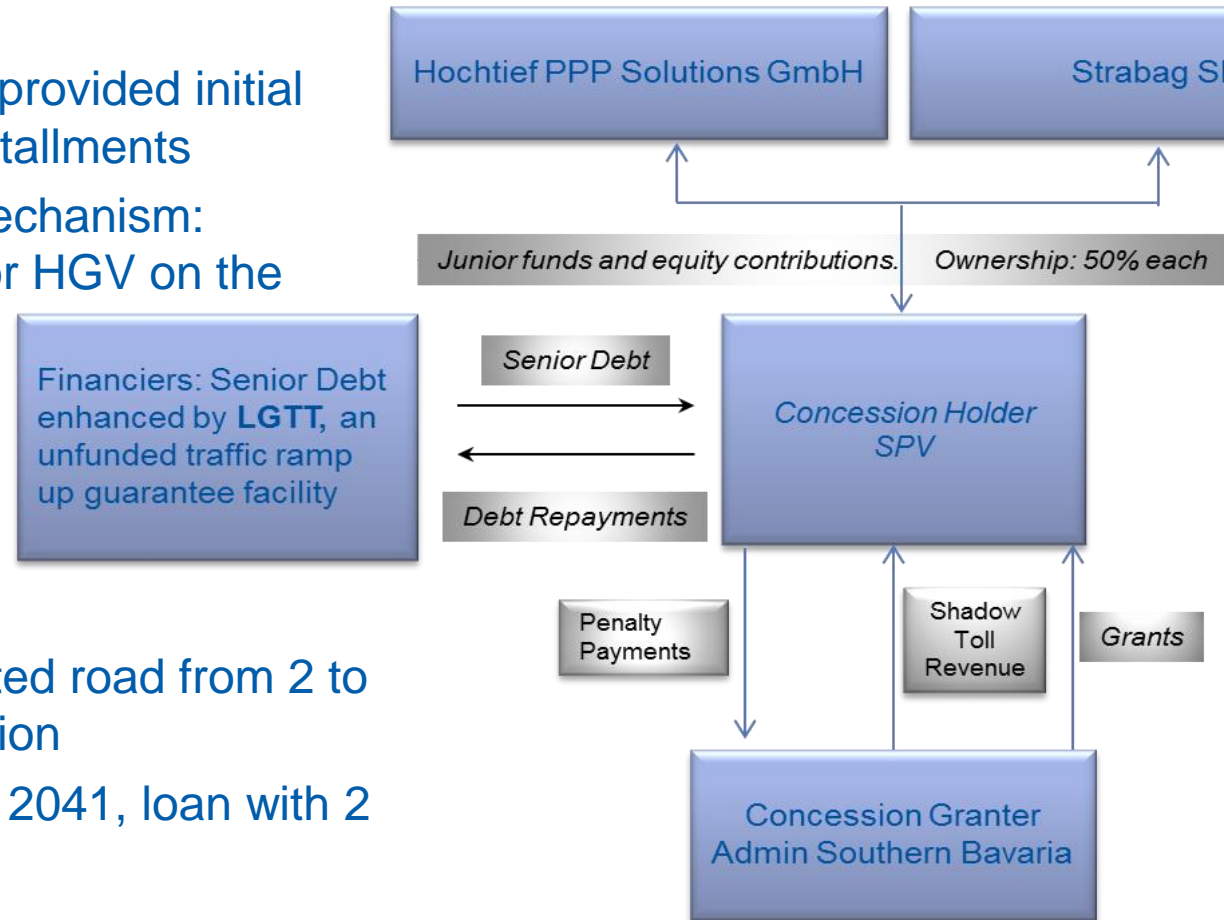 provided initial
tallments
echanism:
or HGV on the
ted road from 2 to
ion
2041, loan with 2
Hochtief PPP Solutions GmbH
Strabag
Junior funds and equity contributions. Ownership: 50% each
Financiers: Senior Debt
enhanced by LGTT, an
unfunded traffic ramp
up guarantee facility
Senior Debt
Debt Repayments
Concession Holder
SPV
Penalty
Payments
Shadow
Toll
Revenue
Grants
Concession Granter
Admin Southern Bavaria